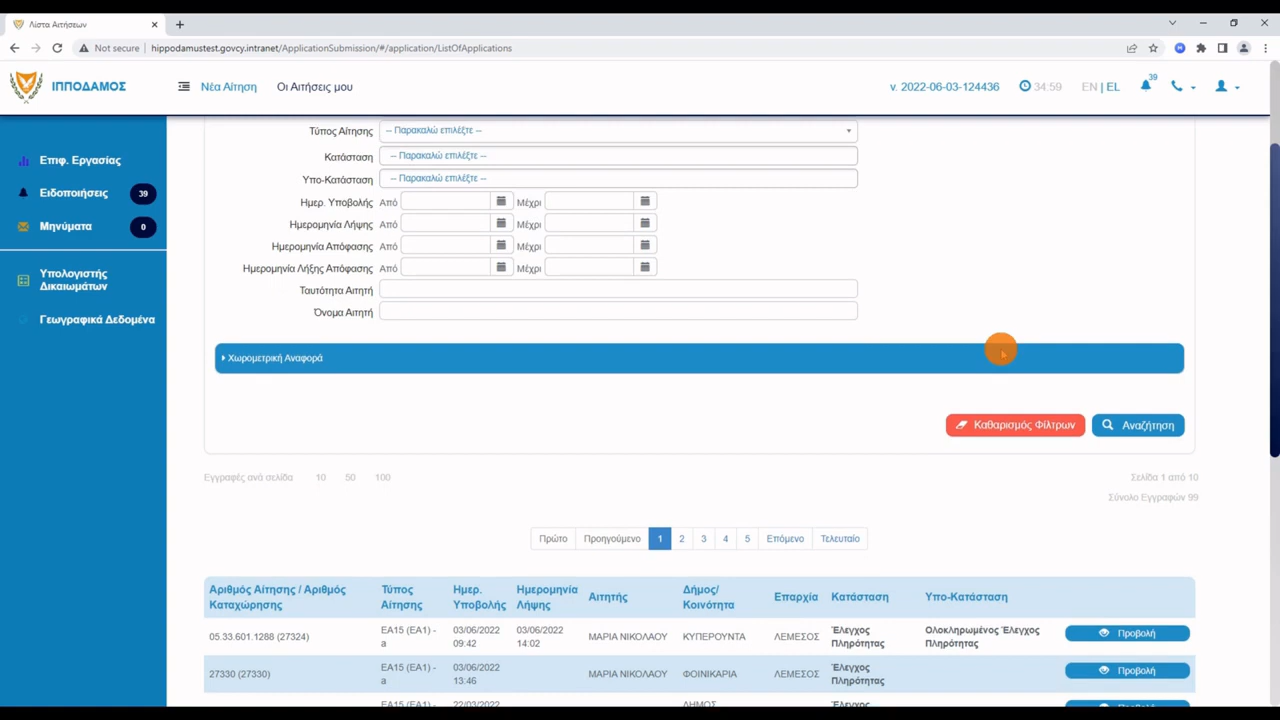 Λίστα Αιτήσεων
Not secure | hippodamustest.govcy.intranet/ApplicationSubmission/#/application/ListOfApplications
ΙΠΠΟΔΑΜΟΣ
Νέα Αίτηση Οι Αιτήσεις μου
v. 2022-06-03-124436 34:59 EN | EL 39
Επιφ. Εργασίας
Ειδοποιήσεις 39
Μηνύματα 0
Υπολογιστής
Δικαιωμάτων
Γεωγραφικά Δεδομένα
Τύπος Αίτησης -- Παρακαλώ επιλέξτε --
Κατάσταση -- Παρακαλώ επιλέξτε --
Υπο-Κατάσταση -- Παρακαλώ επιλέξτε --
Ημερ. Υποβολής Από Μέχρι
Ημερομηνία Λήψης Από Μέχρι
Ημερομηνία Απόφασης Από Μέχρι
Ημερομηνία Λήξης Απόφασης Από Μέχρι
Ταυτότητα Αιτητή
Όνομα Αιτητή
Χωρομετρική Αναφορά
Καθαρισμός Φίλτρων Αναζήτηση
Εγγραφές ανά σελίδα 10 50 100
Σελίδα 1 από 10
Σύνολο Εγγραφών 99
Πρώτο Προηγούμενο 1 2 3 4 5 Επόμενο Τελευταίο
Αριθμός Αίτησης / Αριθμός Καταχώρησης Τύπος Αίτησης Ημερ. Υποβολής Ημερομηνία Λήψης Αιτητής Δήμος/ Κοινότητα Επαρχία Κατάσταση Υπο-Κατάσταση
05.33.601.1288 (27324) ΕΑ15 (ΕΑ1) - a 03/06/2022 09:42 03/06/2022 14:02 ΜΑΡΙΑ ΝΙΚΟΛΑΟΥ ΚΥΠΕΡΟΥΝΤΑ ΛΕΜΕΣΟΣ Έλεγχος Πληρότητας Ολοκληρωμένος Έλεγχος Πληρότητας Προβολή
27330 (27330) ΕΑ15 (ΕΑ1) - a 03/06/2022 13:46 ΜΑΡΙΑ ΝΙΚΟΛΑΟΥ ΦΟΙΝΙΚΑΡΙΑ ΛΕΜΕΣΟΣ Έλεγχος Πληρότητας Προβολή
ΕΑ15 (ΕΑ1) - 22/03/2022 ΔΗΜΟΣ Έλεγχος Προβολή